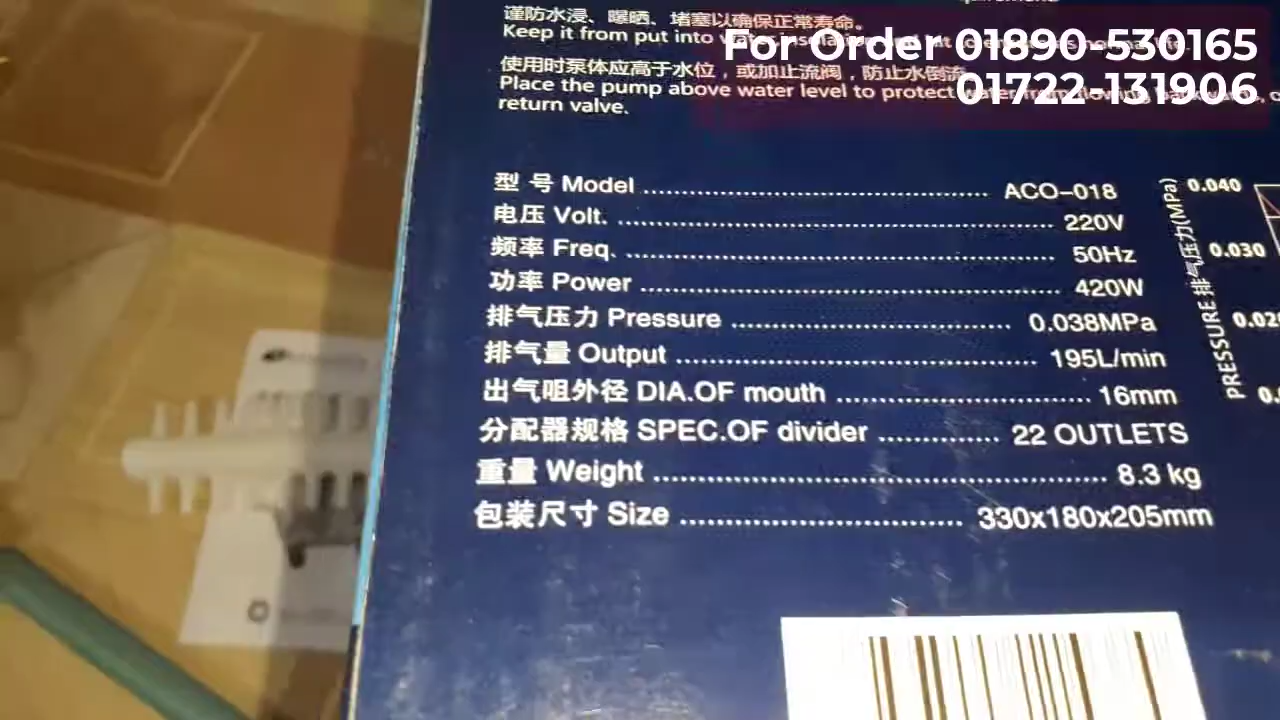 谨防水浸、曝晒、堵塞以确保正常寿命。
Keep it from put into water
For Order 01890-530165
使用时泵体应高于水位，或加止流阀，防止水倒流
Place the pump above water level to protect water from flowing backwards,
01722-131906
return valve.
型 号 Model ACO-018
电压 Volt. 220V
频率 Freq. 50Hz
功率 Power 420W
排气压力 Pressure 0.038MPa
排气量 Output 195L/min
出气咀外径 DIA.OF mouth 16mm
分配器规格 SPEC.OF divider 22 OUTLETS
重量 Weight 8.3 kg
包装尺寸 Size 330x180x205mm
PRESSURE 排气压力(MPa)
0.040
0.030